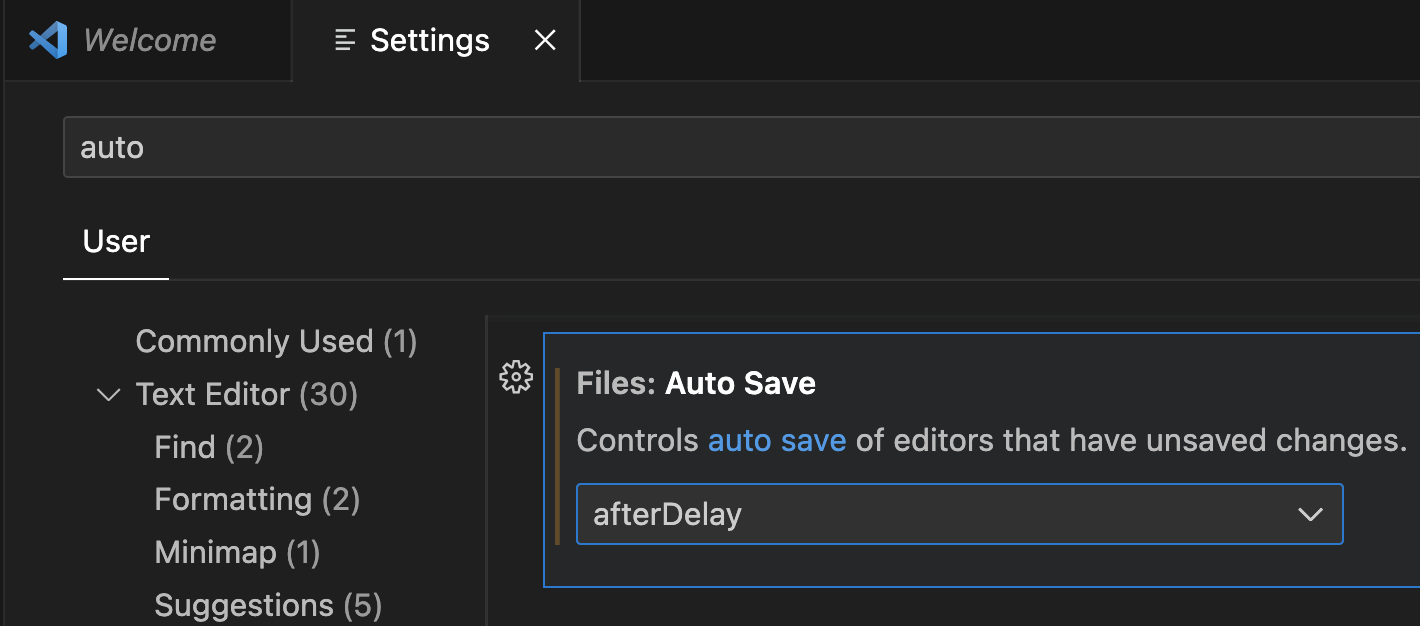 Welcome
Settings
auto
User
Commonly Used (1)
Text Editor (30)
Find (2)
Formatting (2)
Minimap (1)
Suggestions (5)
Files: Auto Save
Controls auto save of editors that have unsaved changes.
afterDelay